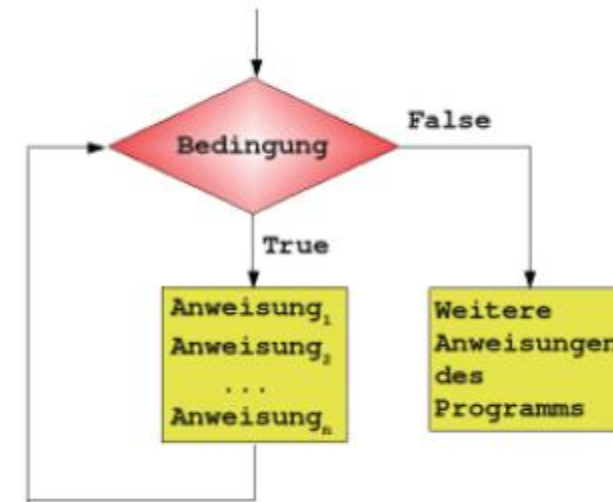 Bedingung
False
True
Anweisung₁
Anweisung₂
...
Anweisungₙ
Weitere
Anweisungen
des
Programms